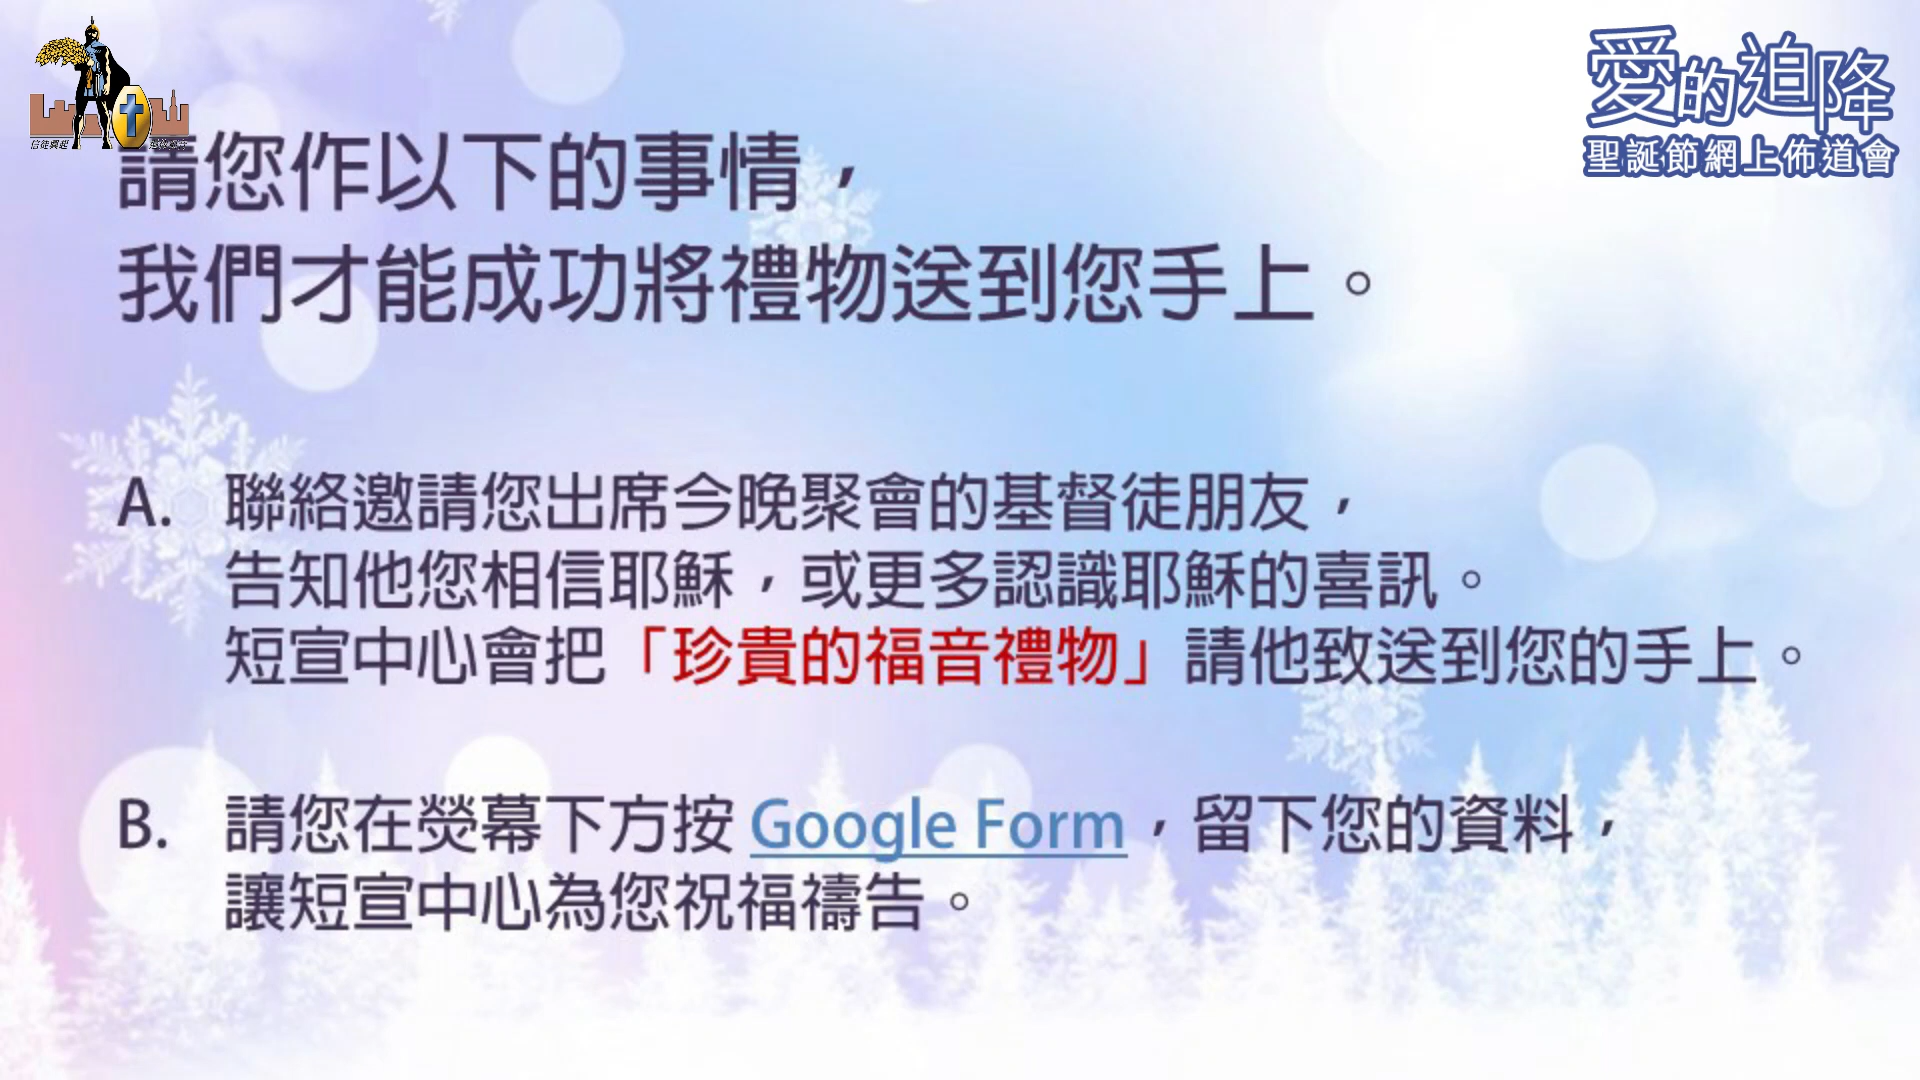 愛的迫降
聖誕節網上佈道會
請您作以下的事情，
我們才能成功將禮物送到您手上。
A. 聯絡邀請您出席今晚聚會的基督徒朋友，
告知他您相信耶穌，或更多認識耶穌的喜訊。
短宣中心會把「珍貴的福音禮物」請他致送到您的手上。
B. 請您在熒幕下方按 Google Form，留下您的資料，
讓短宣中心為您祝福禱告。